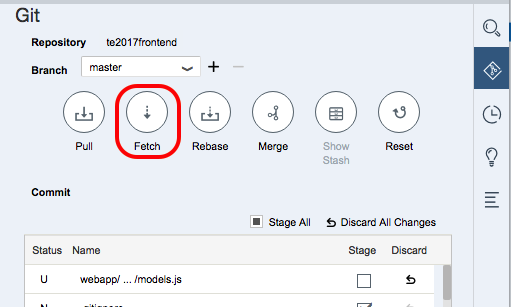 Git
Repository te2017frontend
Branch master
Pull Fetch Rebase Merge Show Stash Reset
Commit
Stage All Discard All Changes
Status Name Stage Discard
U webapp/ ... /models.js